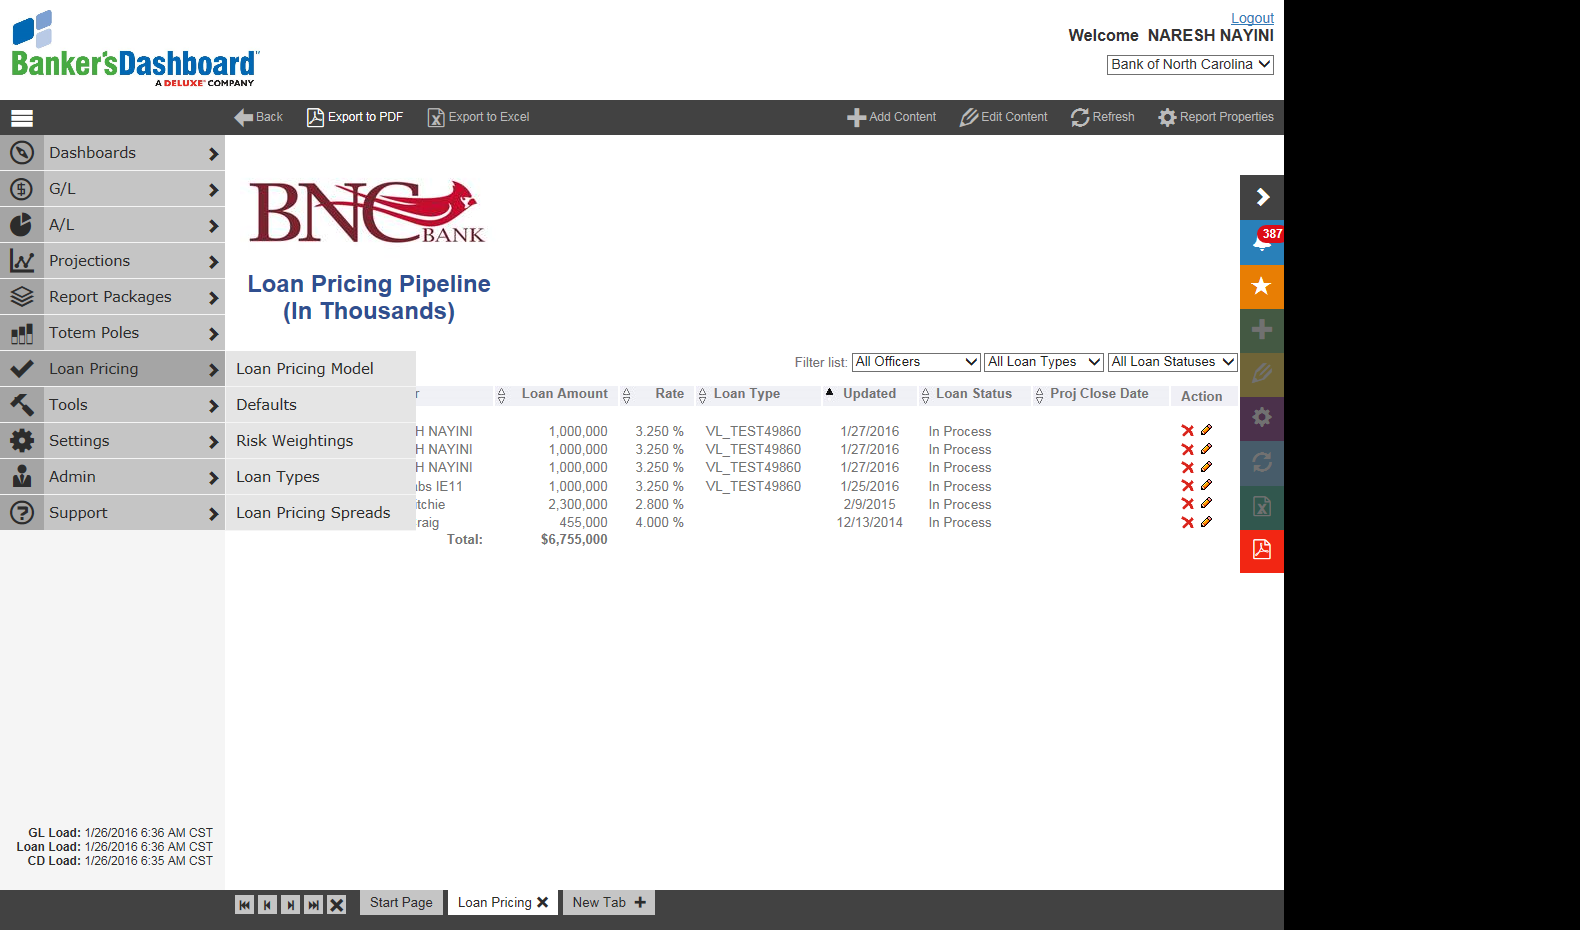 Logout
Banker'sDashboard
A DELUXE COMPANY
Welcome NARESH NAYINI
Bank of North Carolina
Back Export to PDF Export to Excel Add Content Edit Content Refresh Report Properties
Dashboards
G/L
A/L
Projections
Report Packages
Totem Poles
Loan Pricing
Tools
Settings
Admin
Support
Loan Pricing Model
Defaults
Risk Weightings
Loan Types
Loan Pricing Spreads
BNC BANK
Loan Pricing Pipeline
(In Thousands)
387
Filter list: All Officers All Loan Types All Loan Statuses
Loan Amount Rate Loan Type Updated Loan Status Proj Close Date Action
H NAYINI 1,000,000 3.250 % VL_TEST49860 1/27/2016 In Process
H NAYINI 1,000,000 3.250 % VL_TEST49860 1/27/2016 In Process
H NAYINI 1,000,000 3.250 % VL_TEST49860 1/27/2016 In Process
bs IE11 1,000,000 3.250 % VL_TEST49860 1/25/2016 In Process
itchie 2,300,000 2.800 % 2/9/2015 In Process
raig 455,000 4.000 % 12/13/2014 In Process
Total: $6,755,000
GL Load: 1/26/2016 6:36 AM CST
Loan Load: 1/26/2016 6:36 AM CST
CD Load: 1/26/2016 6:35 AM CST
Start Page Loan Pricing New Tab